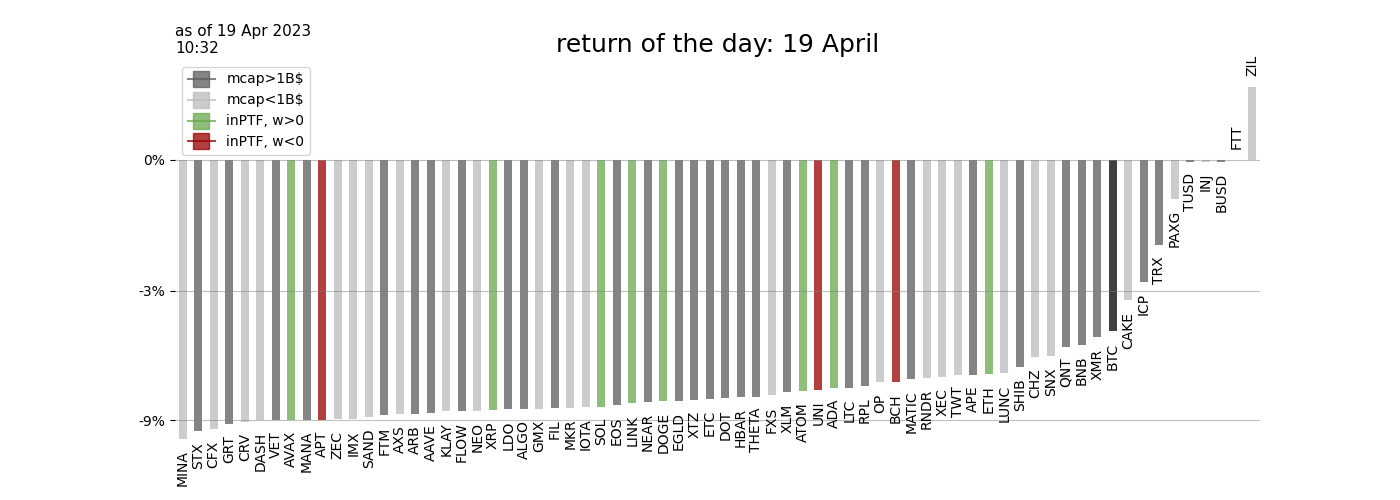 as of 19 Apr 2023
10:32
return of the day: 19 April
mcap>1B$
mcap<1B$
inPTF, w>0
inPTF, w<0
0%
-3%
-9%
MINA
STX
CFX
GRT
CRV
DASH
VET
AVAX
MANA
APT
ZEC
IMX
SAND
FTM
AXS
ARB
AAVE
KLAY
FLOW
NEO
XRP
LDO
ALGO
GMX
FIL
MKR
IOTA
SOL
EOS
LINK
NEAR
DOGE
EGLD
XTZ
ETC
DOT
HBAR
THETA
FXS
XLM
ATOM
UNI
ADA
LTC
RPL
OP
BCH
MATIC
RNDR
XEC
TWT
APE
ETH
LUNC
SHIB
CHZ
SNX
QNT
BNB
XMR
BTC
CAKE
ICP
TRX
PAXG
TUSD
INJ
BUSD
FTT
ZIL